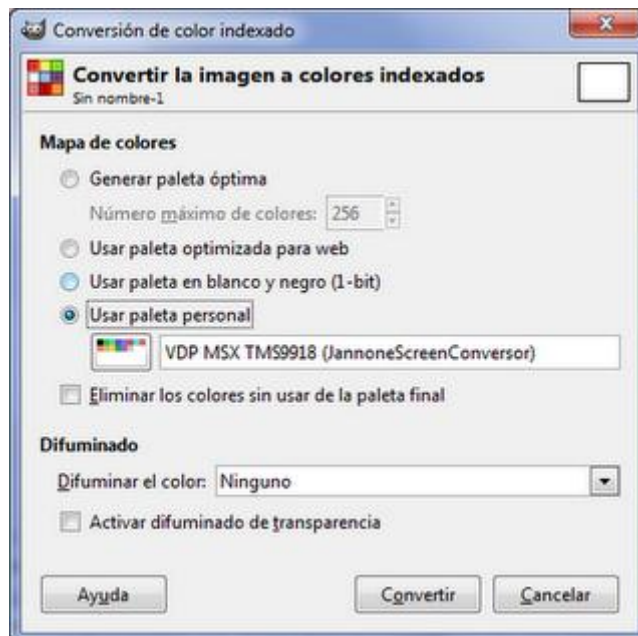 Conversión de color indexado
Convertir la imagen a colores indexados
Sin nombre-1
Mapa de colores
Generar paleta óptima
Número máximo de colores: 256
Usar paleta optimizada para web
Usar paleta en blanco y negro (1-bit)
Usar paleta personal
VDP MSX TMS9918 (JannoneScreenConversor)
Eliminar los colores sin usar de la paleta final
Difuminado
Difuminar el color: Ninguno
Activar difuminado de transparencia
Ayuda Convertir Cancelar